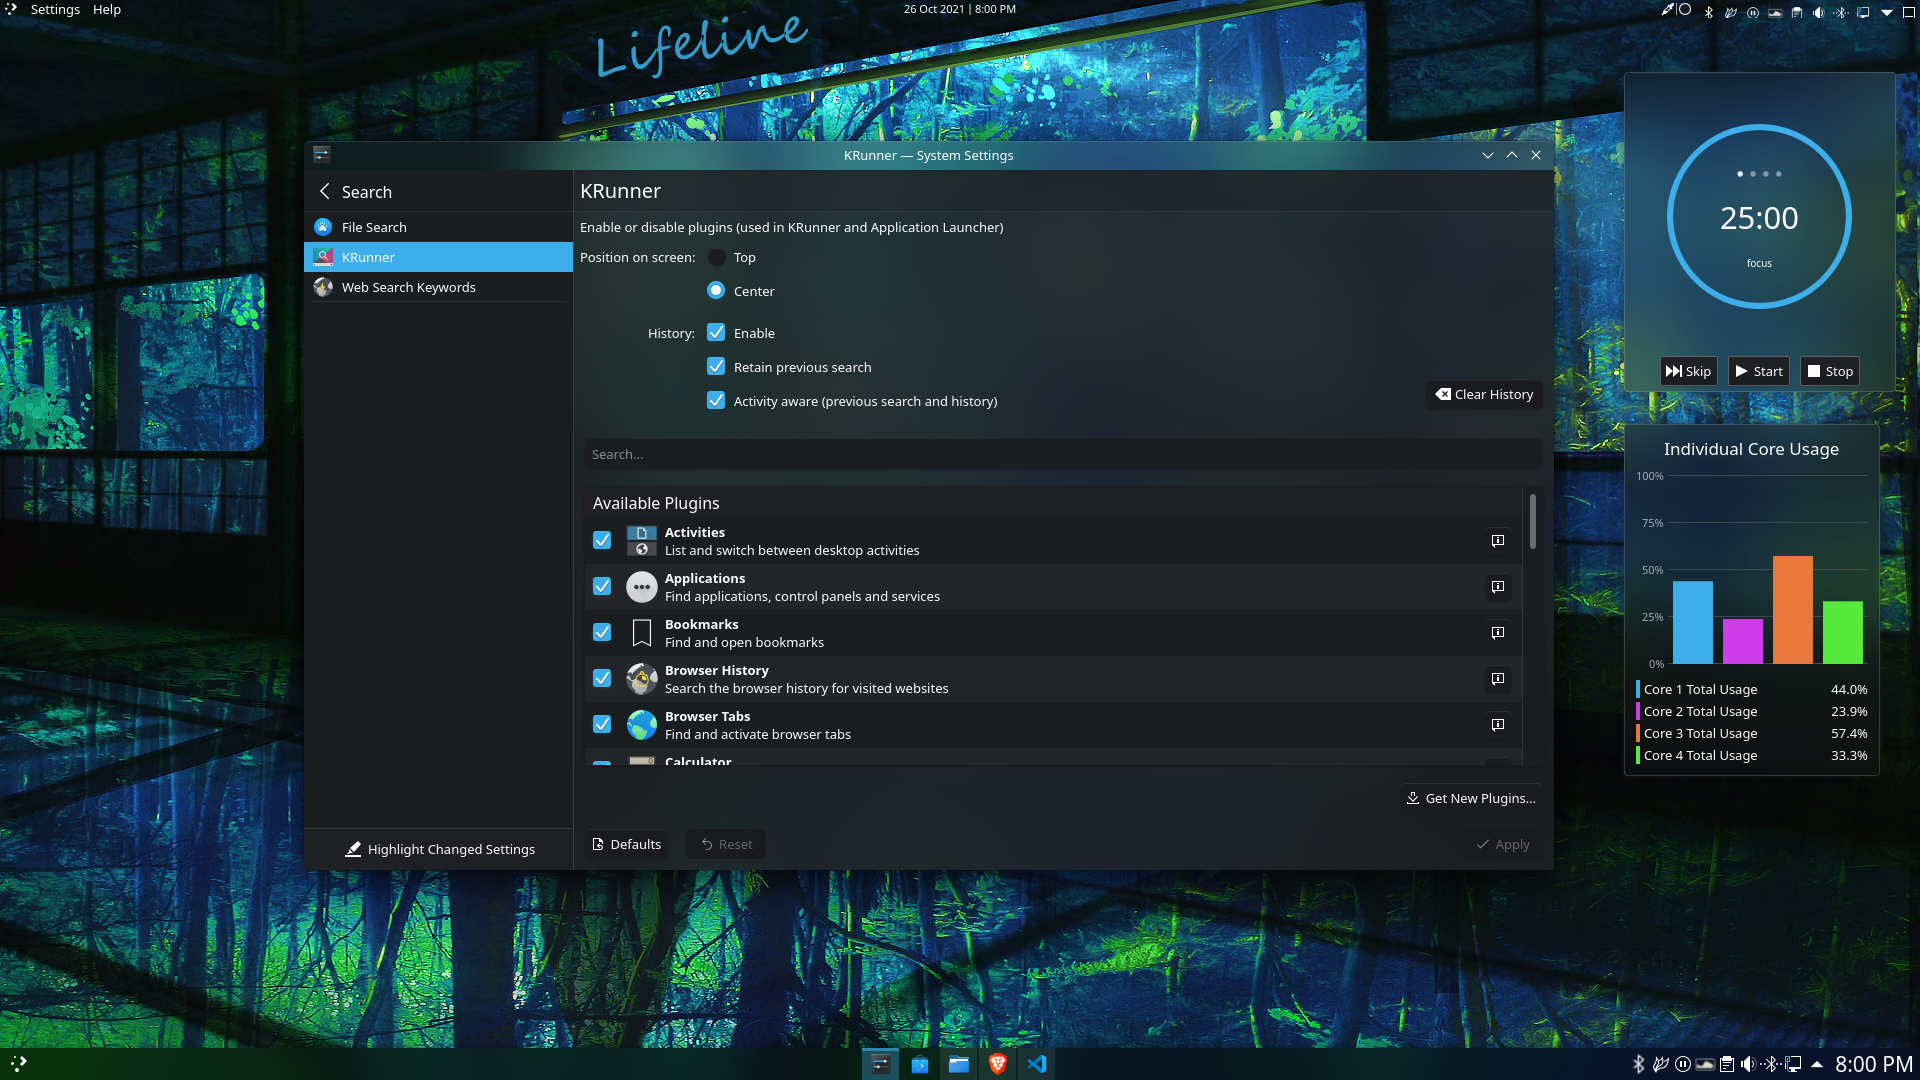 Settings Help
26 Oct 2021 | 8:00 PM
Lifeline
KRunner — System Settings
Search
File Search
KRunner
Web Search Keywords
Highlight Changed Settings
KRunner
Enable or disable plugins (used in KRunner and Application Launcher)
Position on screen: Top
Center
History: Enable
Retain previous search
Activity aware (previous search and history)
Clear History
Search...
Available Plugins
Activities
List and switch between desktop activities
Applications
Find applications, control panels and services
Bookmarks
Find and open bookmarks
Browser History
Search the browser history for visited websites
Browser Tabs
Find and activate browser tabs
Calculator
Get New Plugins...
Defaults Reset Apply
25:00
focus
Skip Start Stop
Individual Core Usage
100%
75%
50%
25%
0%
Core 1 Total Usage 44.0%
Core 2 Total Usage 23.9%
Core 3 Total Usage 57.4%
Core 4 Total Usage 33.3%
8:00 PM